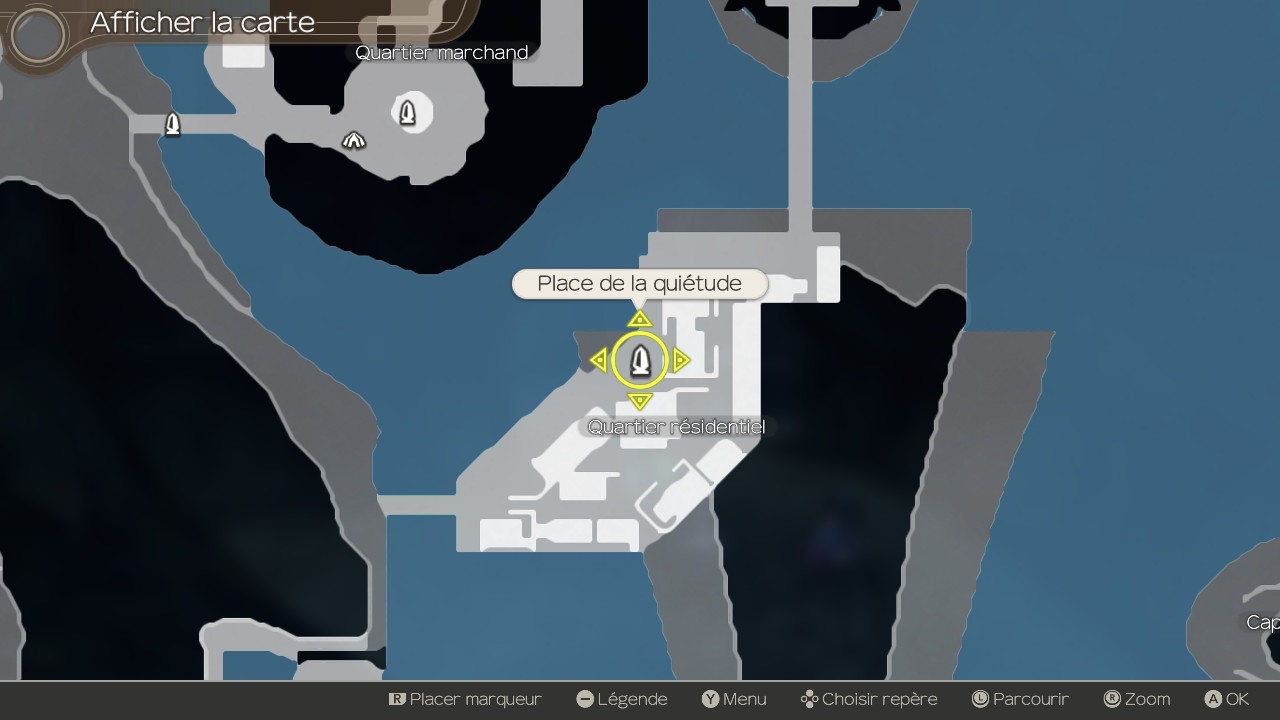 Afficher la carte
Quartier marchand
Place de la quiétude
Quartier résidentiel
Cap
R Placer marqueur
Légende
Y Menu
Choisir repère
L Parcourir
R Zoom
A OK